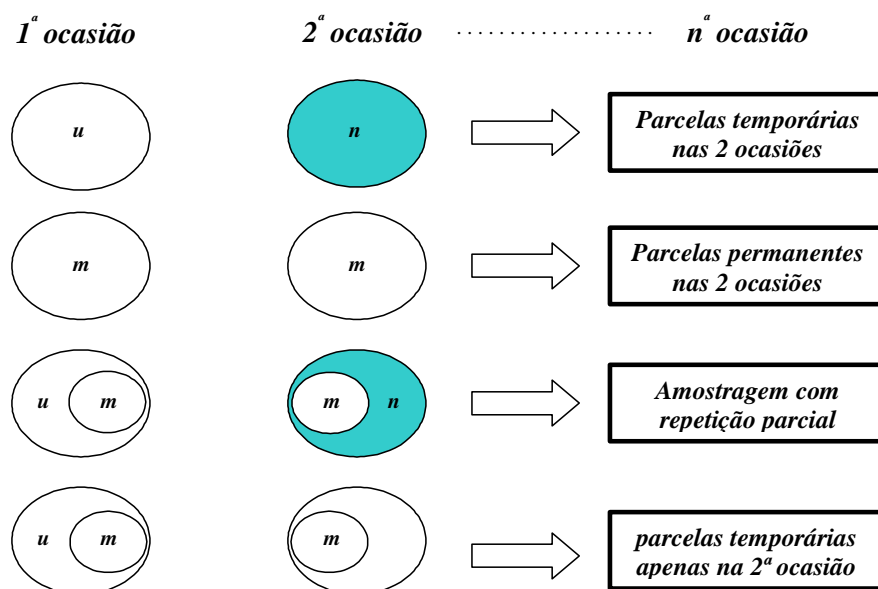 1ª ocasião 2ª ocasião .................... nª ocasião
u n Parcelas temporárias
nas 2 ocasiões
m m Parcelas permanentes
nas 2 ocasiões
u m m n Amostragem com
repetição parcial
u m m parcelas temporárias
apenas na 2ª ocasião